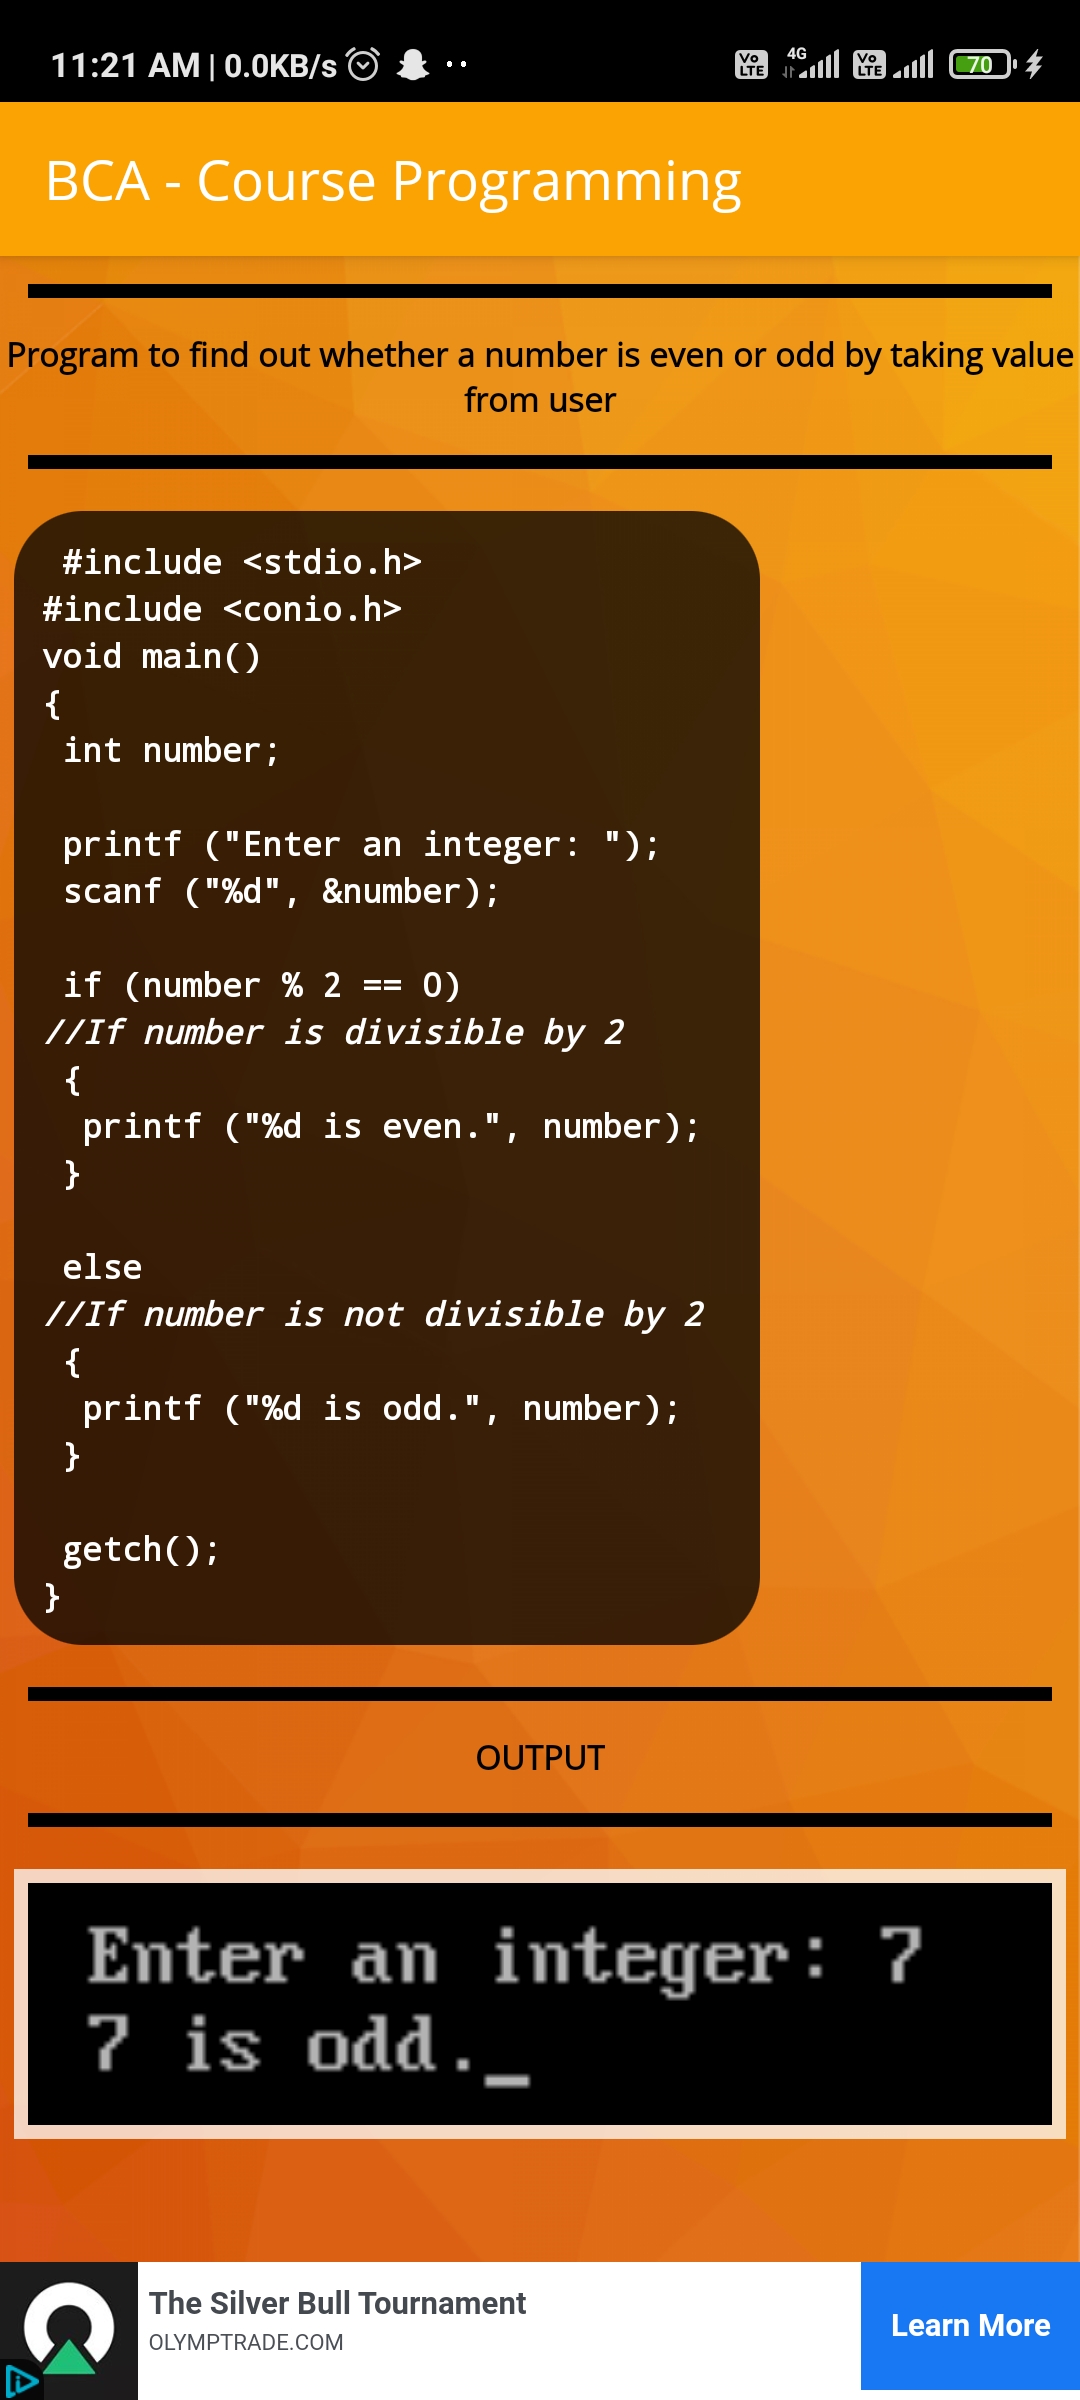 11:21 AM | 0.0KB/s
Vo LTE 4G Vo LTE 70
BCA - Course Programming
Program to find out whether a number is even or odd by taking value
from user
#include <stdio.h>
#include <conio.h>
void main()
{
int number;
printf ("Enter an integer: ");
scanf ("%d", &number);
if (number % 2 == 0)
//If number is divisible by 2
{
printf ("%d is even.", number);
}
else
//If number is not divisible by 2
{
printf ("%d is odd.", number);
}
getch();
}
OUTPUT
Enter an integer: 7
7 is odd._
The Silver Bull Tournament
OLYMPTRADE.COM
Learn More